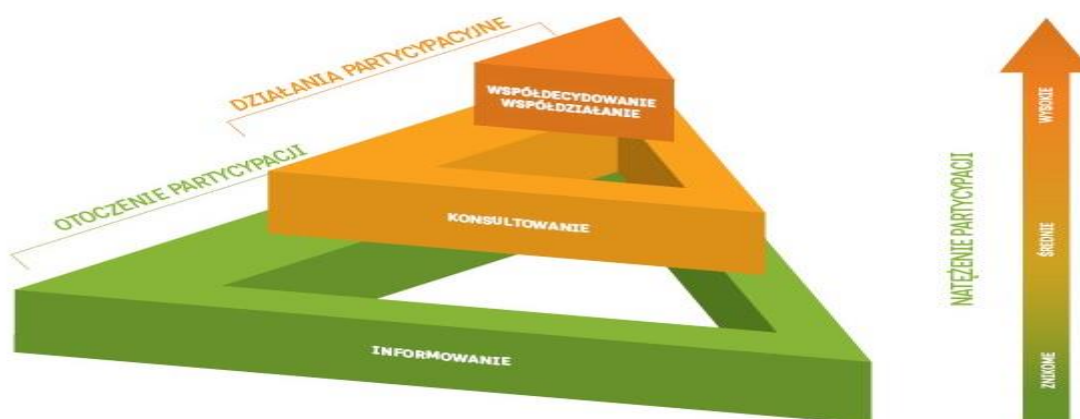 DZIAŁANIA PARTYCYPACYJNE
OTOCZENIE PARTYCYPACJI
WSPÓŁDECYDOWANIE
WSPÓŁDZIAŁANIE
KONSULTOWANIE
INFORMOWANIE
NATĘŻENIE PARTYCYPACJI
WYSOKIE
ŚREDNIE
ZNIKOME